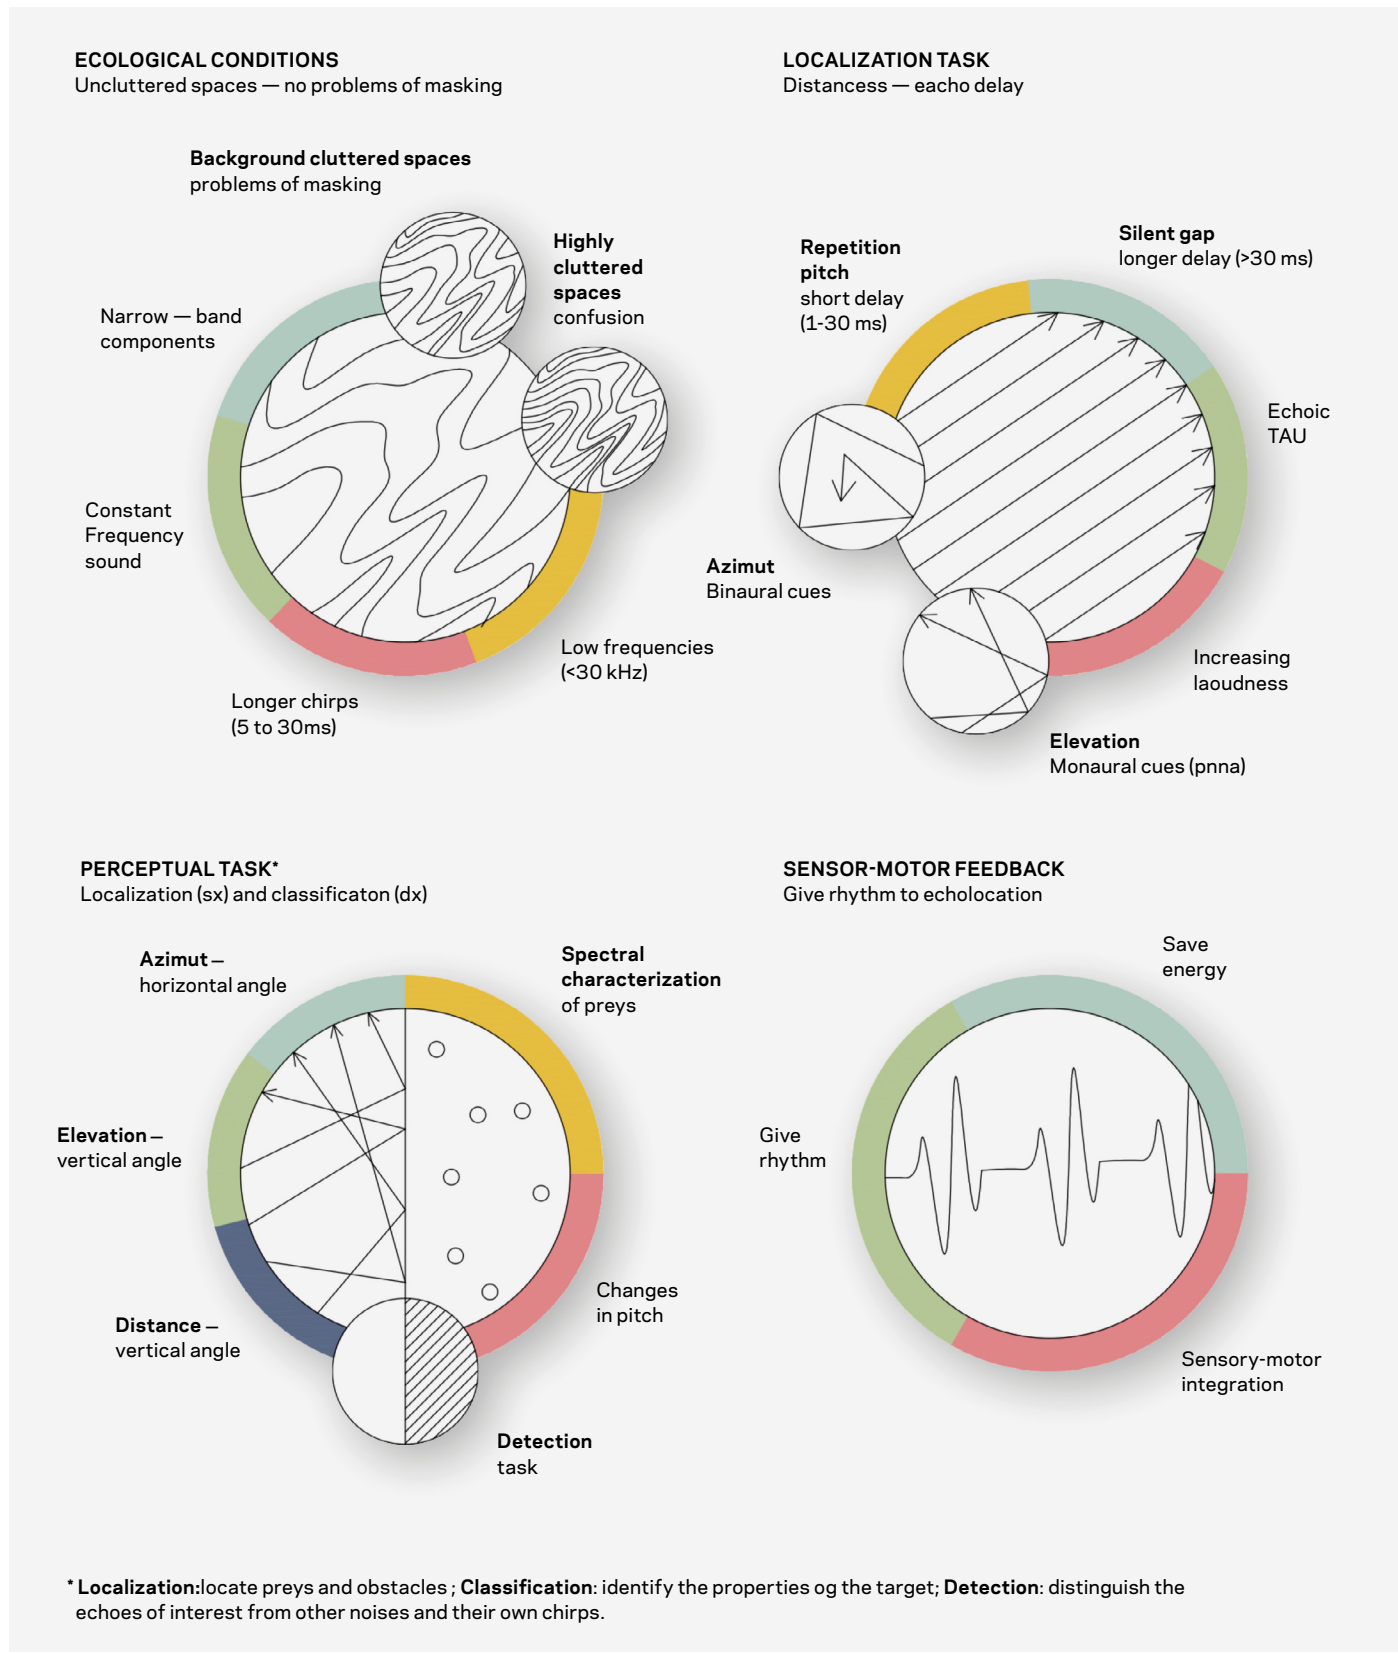 ECOLOGICAL CONDITIONS
Uncluttered spaces — no problems of masking
Background cluttered spaces
problems of masking
Highly
cluttered
spaces
confusion
Narrow — band
components
Constant
Frequency
sound
Low frequencies
(<30 kHz)
Longer chirps
(5 to 30ms)
LOCALIZATION TASK
Distancess — eacho delay
Silent gap
longer delay (>30 ms)
Repetition
pitch
short delay
(1-30 ms)
Echoic
TAU
Azimut
Binaural cues
Increasing
laoudness
Elevation
Monaural cues (pnna)
PERCEPTUAL TASK*
Localization (sx) and classificaton (dx)
Azimut —
horizontal angle
Spectral
characterization
of preys
Elevation —
vertical angle
Changes
in pitch
Distance —
vertical angle
Detection
task
SENSOR-MOTOR FEEDBACK
Give rhythm to echolocation
Save
energy
Give
rhythm
Sensory-motor
integration
* Localization:locate preys and obstacles ; Classification: identify the properties og the target; Detection: distinguish the
echoes of interest from other noises and their own chirps.